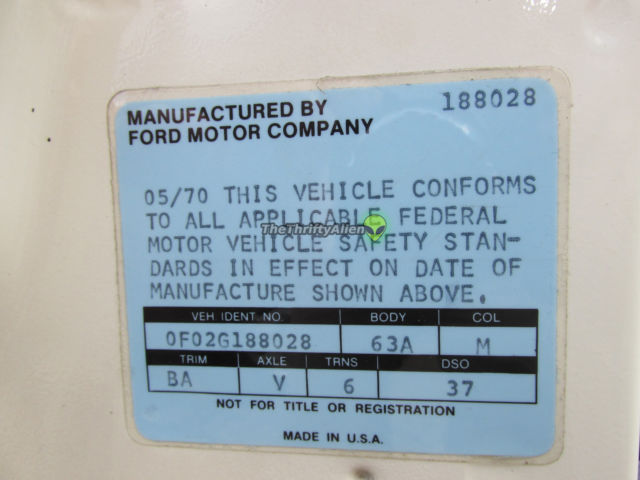 MANUFACTURED BY 188028
FORD MOTOR COMPANY
05/70 THIS VEHICLE CONFORMS
TO ALL APPLICABLE FEDERAL
TheThriftyAlien
MOTOR VEHICLE SAFETY STAN-
DARDS IN EFFECT ON DATE OF
MANUFACTURE SHOWN ABOVE.
VEH IDENT NO. BODY COL
0F02G188028 63A M
TRIM AXLE TRNS DSO
BA V 6 37
NOT FOR TITLE OR REGISTRATION
MADE IN U.S.A.